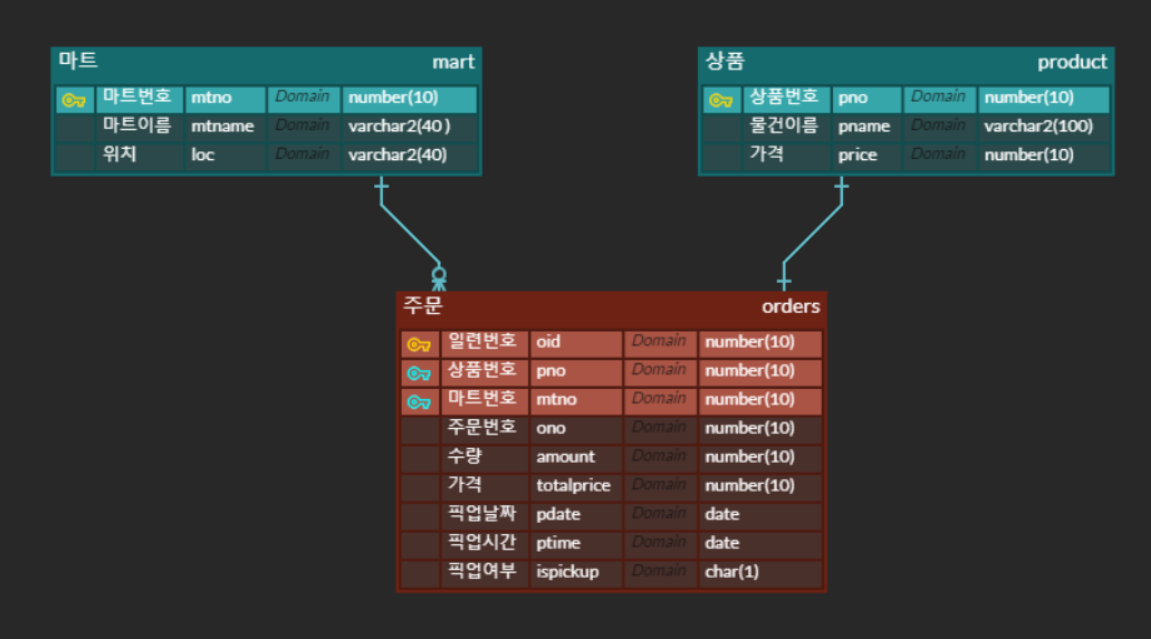 마트 mart
마트번호 mtno Domain number(10)
마트이름 mtname Domain varchar2(40 )
위치 loc Domain varchar2(40)
상품 product
상품번호 pno Domain number(10)
물건이름 pname Domain varchar2(100)
가격 price Domain number(10)
주문 orders
일련번호 oid Domain number(10)
상품번호 pno Domain number(10)
마트번호 mtno Domain number(10)
주문번호 ono Domain number(10)
수량 amount Domain number(10)
가격 totalprice Domain number(10)
픽업날짜 pdate Domain date
픽업시간 ptime Domain date
픽업여부 ispickup Domain char(1)